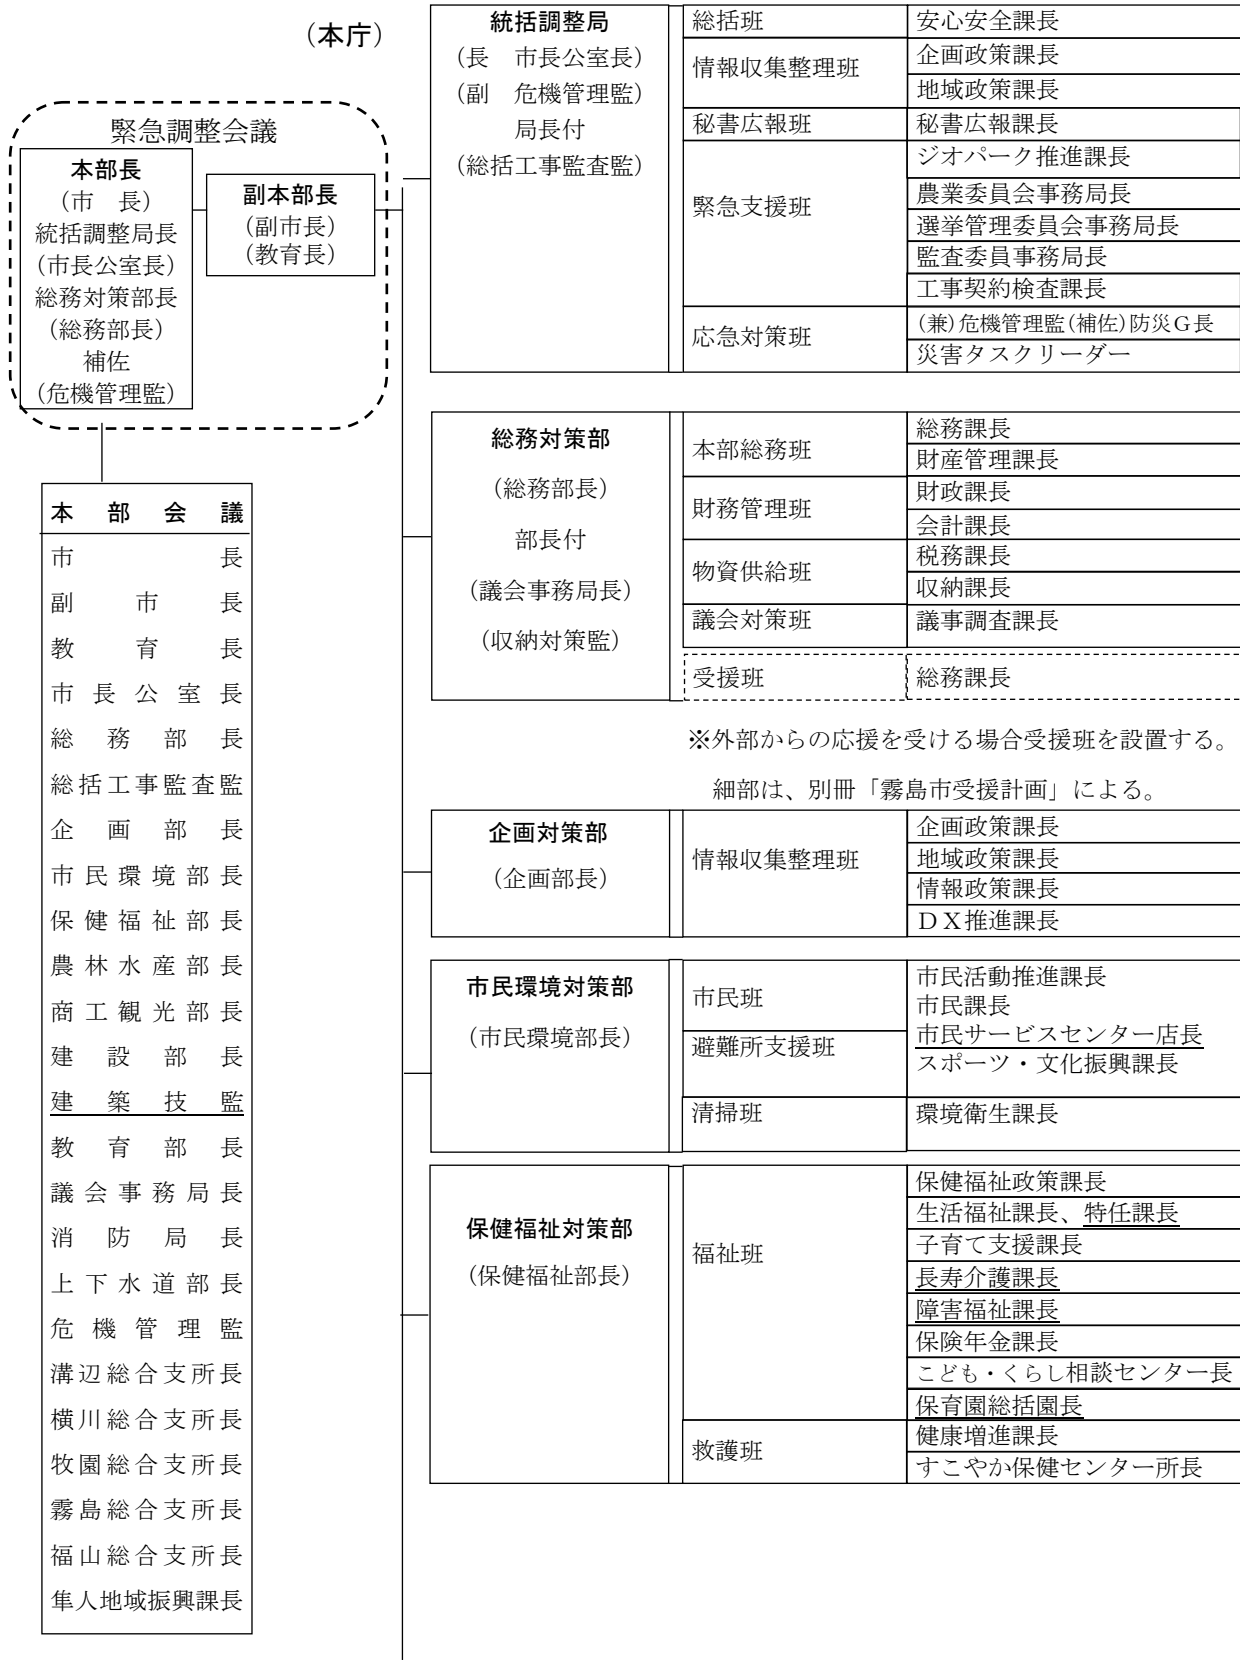 （本庁）
緊急調整会議
本部長
（市　長）
統括調整局長
（市長公室長）
総務対策部長
（総務部長）
補佐
（危機管理監）
副本部長
（副市長）
（教育長）
本部会議
市長
副市長
教育長
市長公室長
総務部長
総括工事監査監
企画部長
市民環境部長
保健福祉部長
農林水産部長
商工観光部長
建設部長
建築技監
教育部長
議会事務局長
消防局長
上下水道部長
危機管理監
溝辺総合支所長
横川総合支所長
牧園総合支所長
霧島総合支所長
福山総合支所長
隼人地域振興課長
統括調整局
（長　市長公室長）
（副　危機管理監）
局長付
（総括工事監査監）
総括班
安心安全課長
情報収集整理班
企画政策課長
地域政策課長
秘書広報班
秘書広報課長
緊急支援班
ジオパーク推進課長
農業委員会事務局長
選挙管理委員会事務局長
監査委員事務局長
工事契約検査課長
応急対策班
(兼)危機管理監(補佐)防災Ｇ長
災害タスクリーダー
総務対策部
（総務部長）
部長付
（議会事務局長）
（収納対策監）
本部総務班
総務課長
財産管理課長
財務管理班
財政課長
会計課長
物資供給班
税務課長
収納課長
議会対策班
議事調査課長
受援班
総務課長
※外部からの応援を受ける場合受援班を設置する。
細部は、別冊「霧島市受援計画」による。
企画対策部
（企画部長）
情報収集整理班
企画政策課長
地域政策課長
情報政策課長
ＤＸ推進課長
市民環境対策部
（市民環境部長）
市民班
避難所支援班
市民活動推進課長
市民課長
市民サービスセンター店長
スポーツ・文化振興課長
清掃班
環境衛生課長
保健福祉対策部
（保健福祉部長）
福祉班
保健福祉政策課長
生活福祉課長、特任課長
子育て支援課長
長寿介護課長
障害福祉課長
保険年金課長
こども・くらし相談センター長
保育園総括園長
救護班
健康増進課長
すこやか保健センター所長